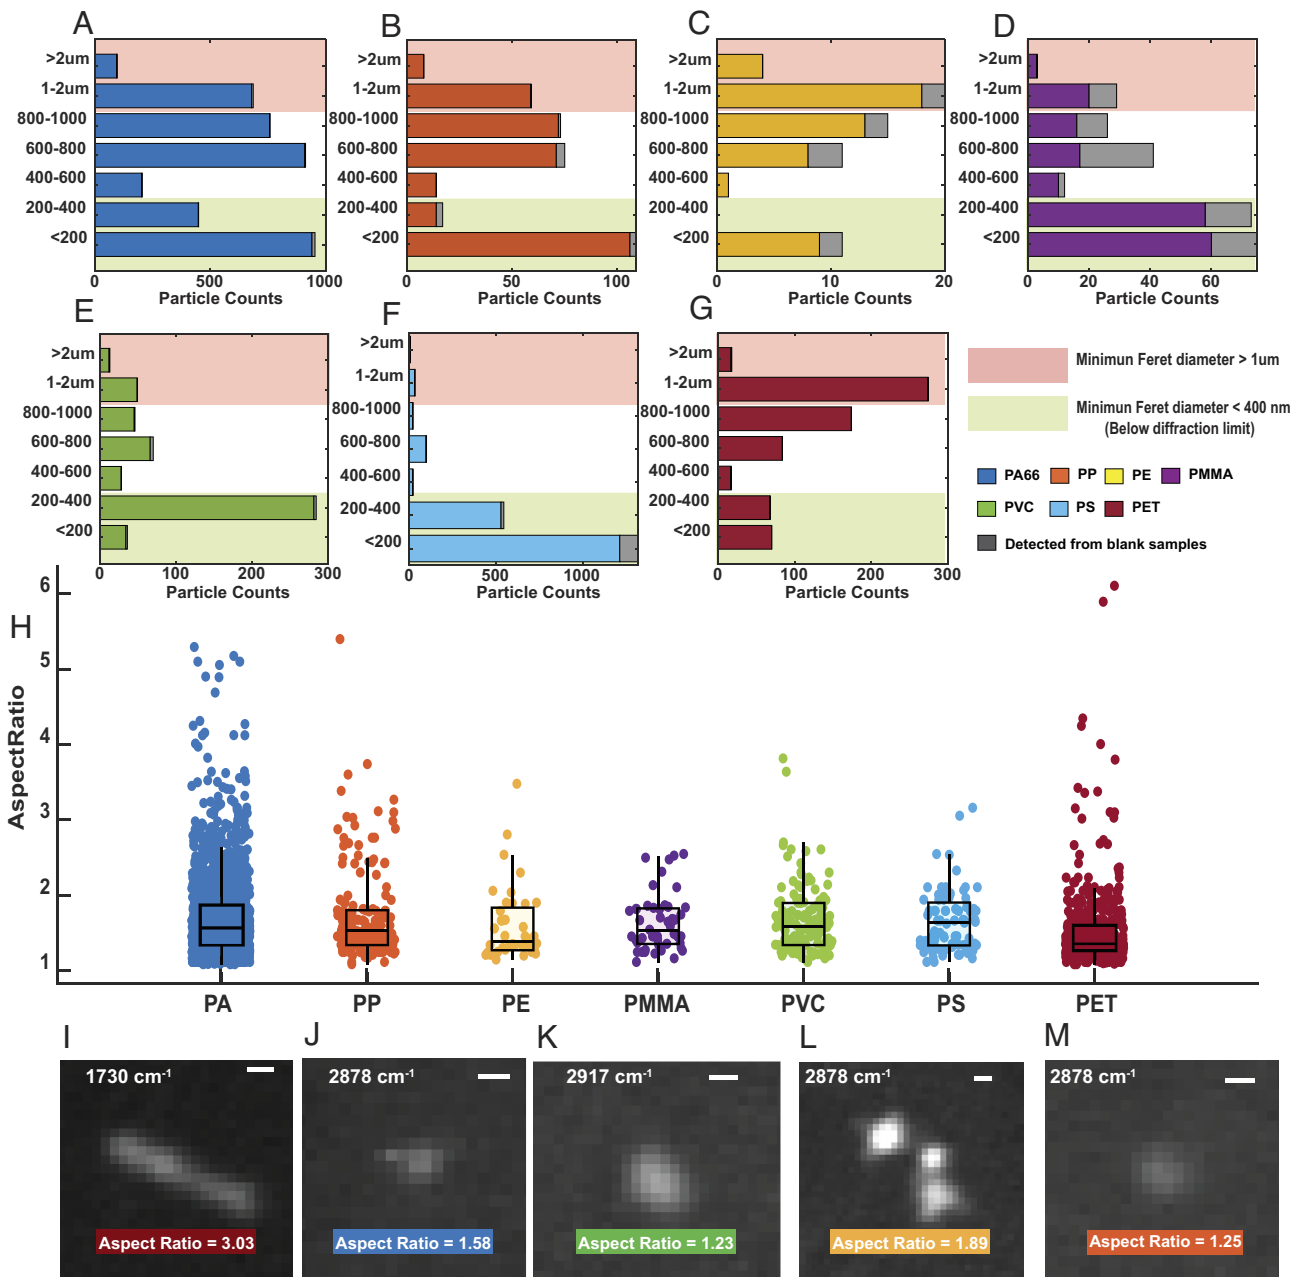 A
>2um
1-2um
800-1000
600-800
400-600
200-400
<200
0 500 1000
Particle Counts
B
>2um
1-2um
800-1000
600-800
400-600
200-400
<200
0 50 100
Particle Counts
C
>2um
1-2um
800-1000
600-800
400-600
200-400
<200
0 10 20
Particle Counts
D
>2um
1-2um
800-1000
600-800
400-600
200-400
<200
0 20 40 60
Particle Counts
E
>2um
1-2um
800-1000
600-800
400-600
200-400
<200
0 100 200 300
Particle Counts
F
>2um
1-2um
800-1000
600-800
400-600
200-400
<200
0 500 1000
Particle Counts
G
>2um
1-2um
800-1000
600-800
400-600
200-400
<200
0 100 200 300
Particle Counts
Minimun Feret diameter > 1um
Minimun Feret diameter < 400 nm
(Below diffraction limit)
PA66 PP PE PMMA
PVC PS PET
Detected from blank samples
H
AspectRatio
6
5
4
3
2
1
PA PP PE PMMA PVC PS PET
I
1730 cm⁻¹
Aspect Ratio = 3.03
J
2878 cm⁻¹
Aspect Ratio = 1.58
K
2917 cm⁻¹
Aspect Ratio = 1.23
L
2878 cm⁻¹
Aspect Ratio = 1.89
M
2878 cm⁻¹
Aspect Ratio = 1.25